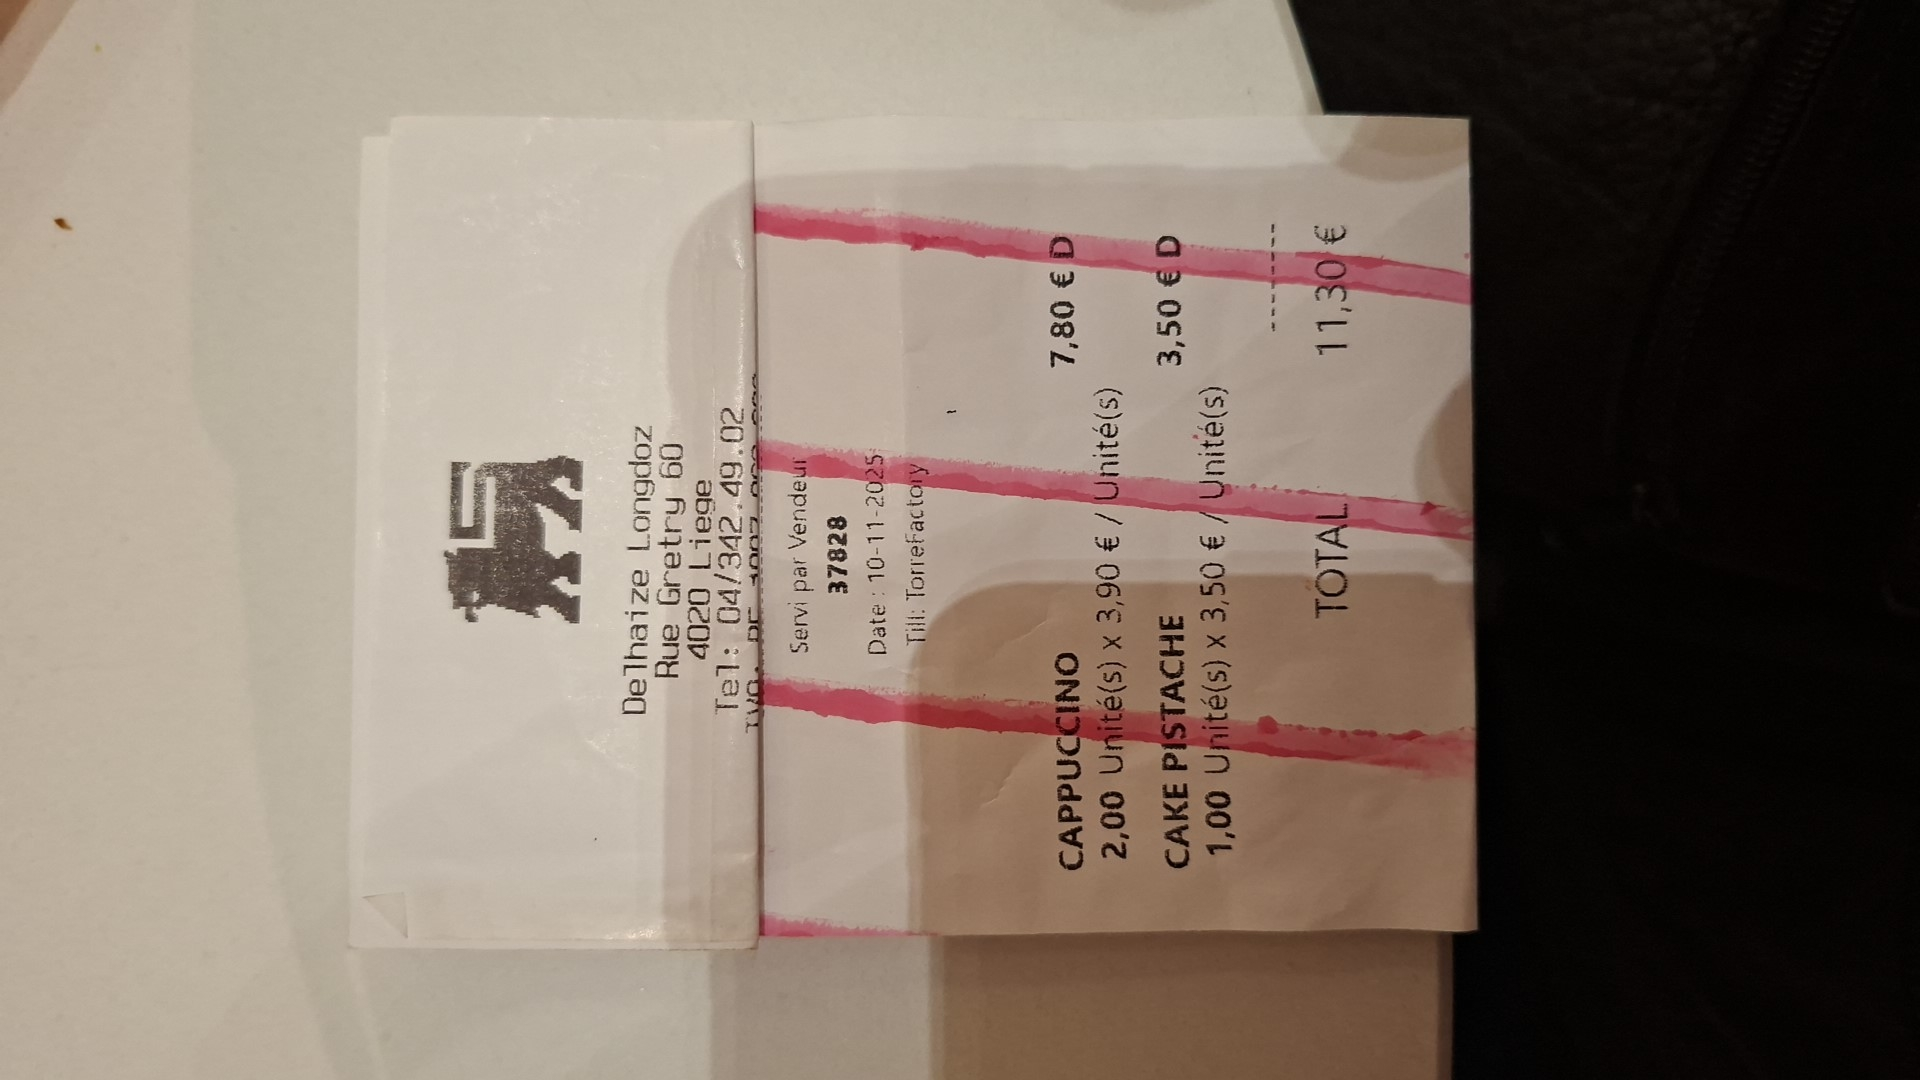 Delhaize Longdoz
Rue Gretry 60
4020 Liege
Tel: 04/342.49.02
Servi par Vendeur
37828
Date : 10-11-2025
Till: TorreFactory
CAPPUCCINO 7,80 € D
2,00 Unité(s) x 3,90 € / Unité(s)
CAKE PISTACHE 3,50 € D
1,00 Unité(s) x 3,50 € / Unité(s)
---------
TOTAL 11,30 €